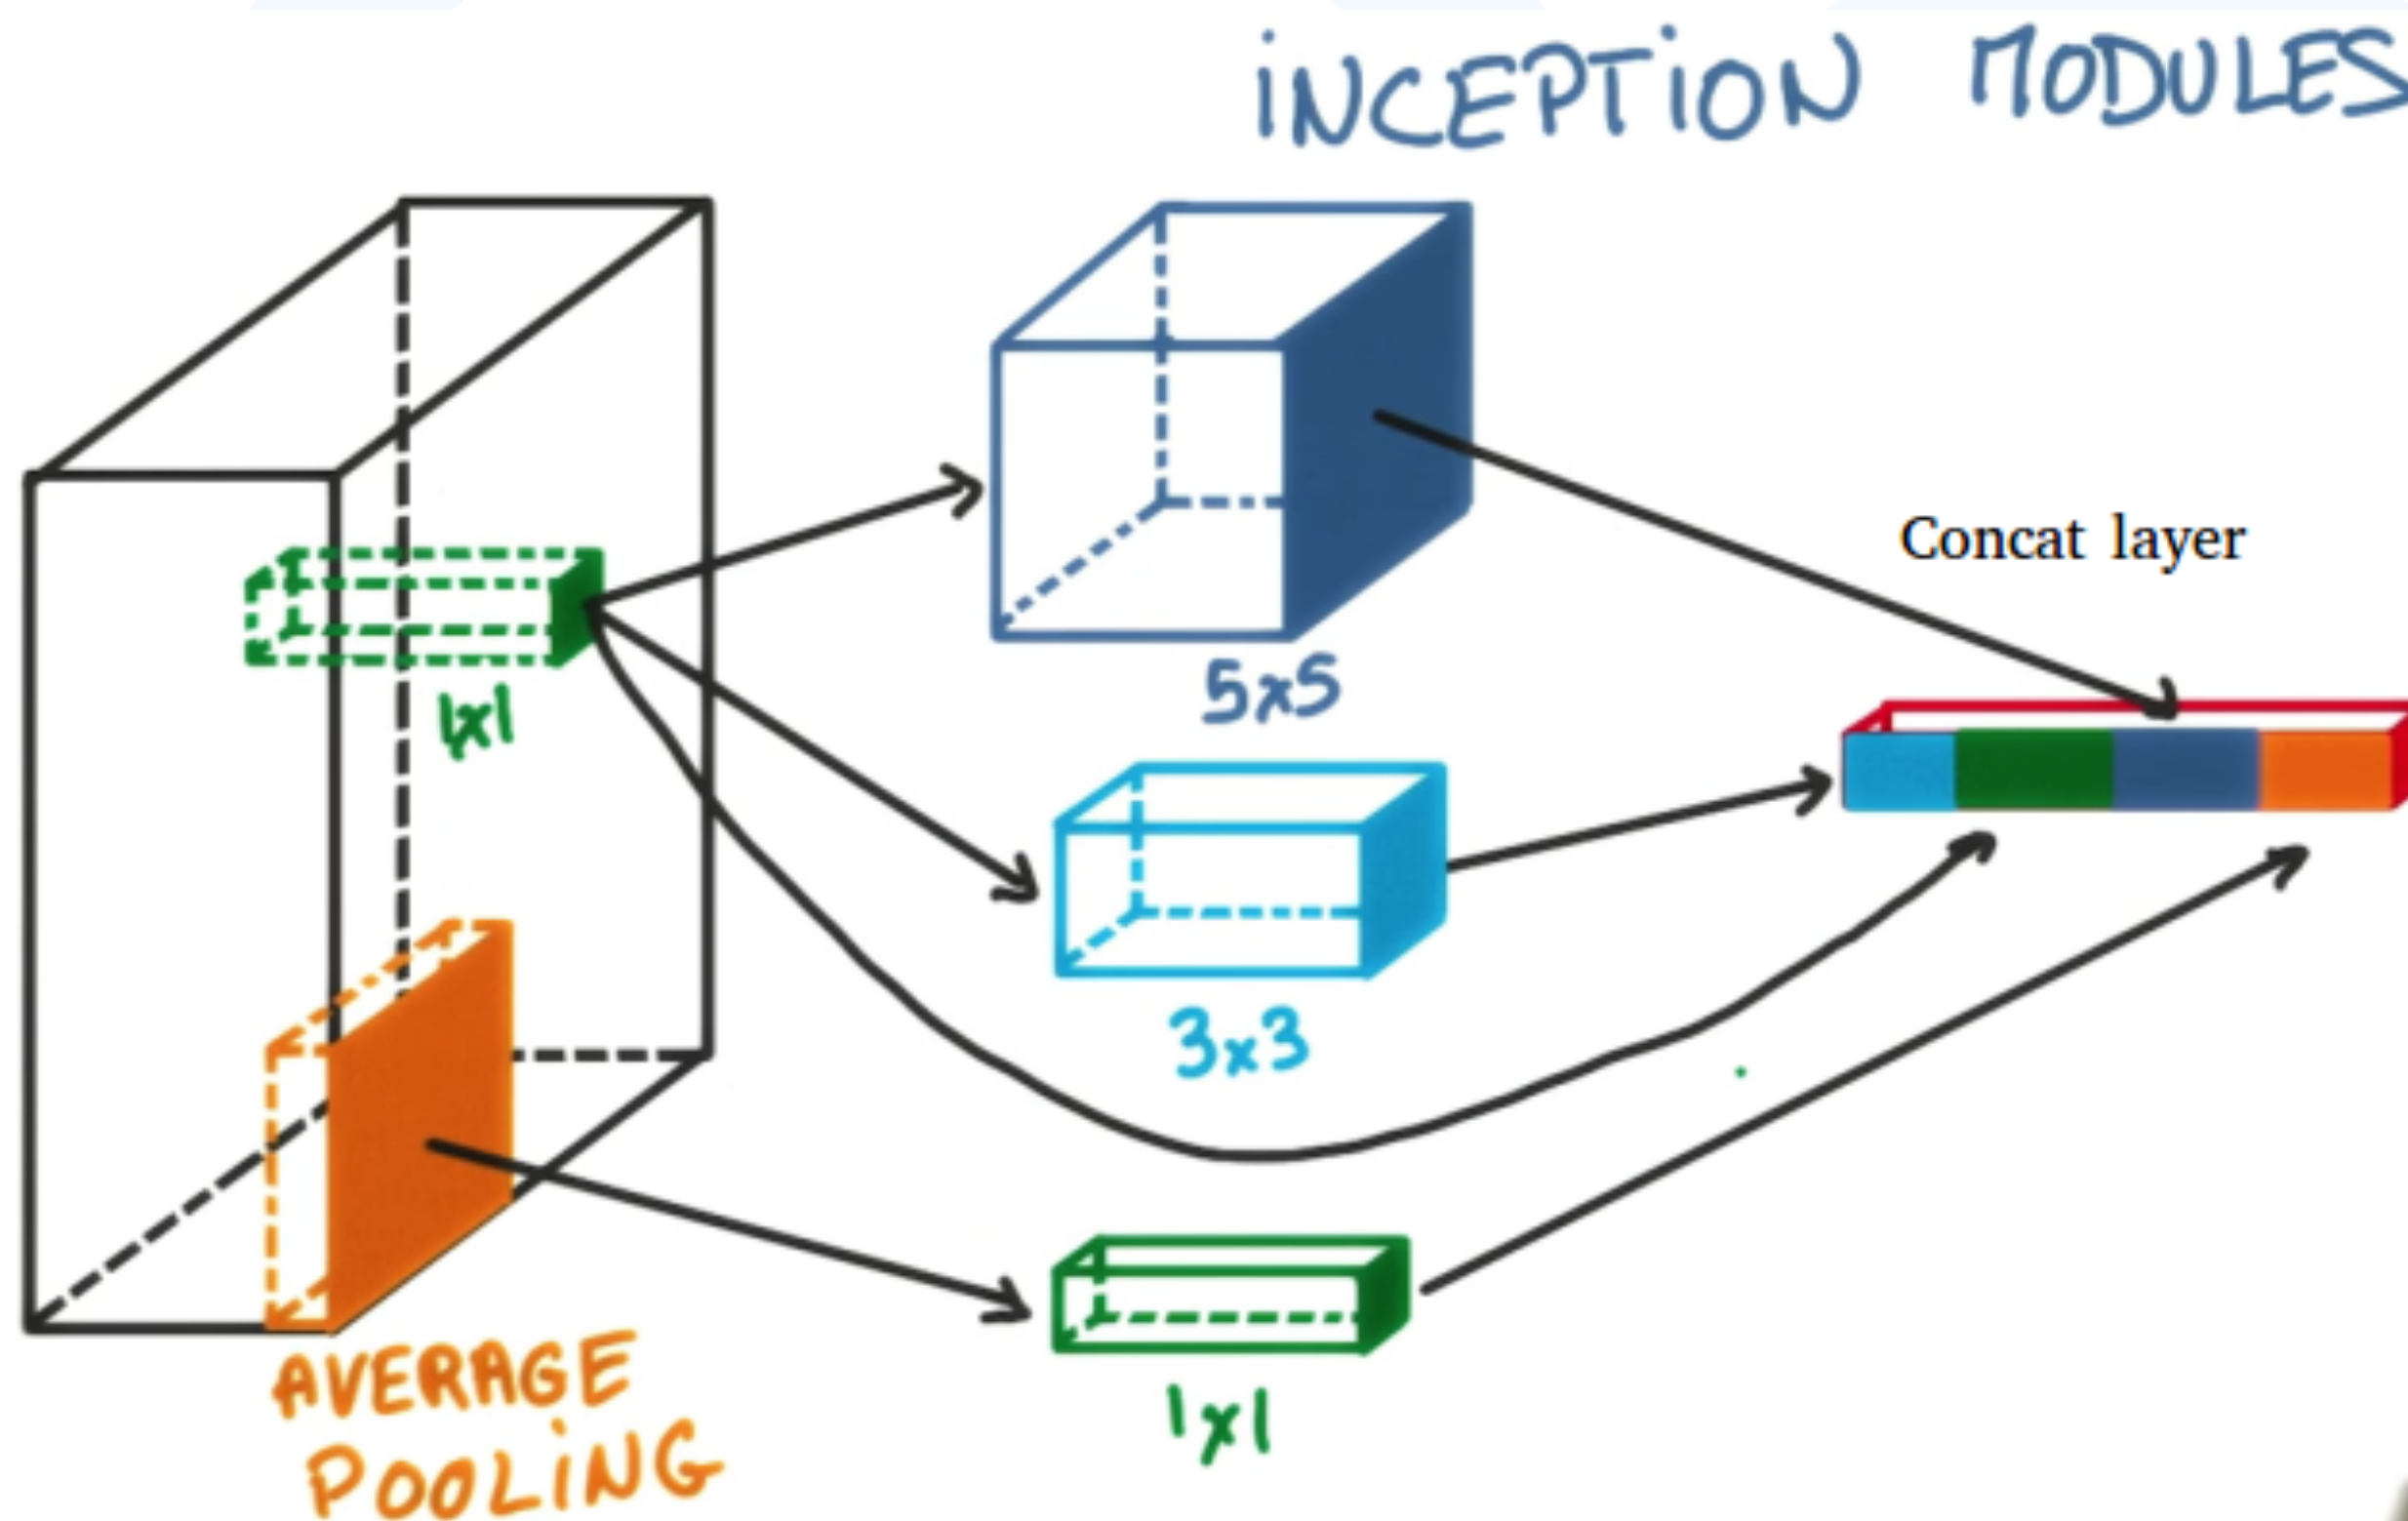 iNCEPTiON MODULES
Concat layer
1x1
5x5
3x3
AVERAGE
POOLiNG
1x1